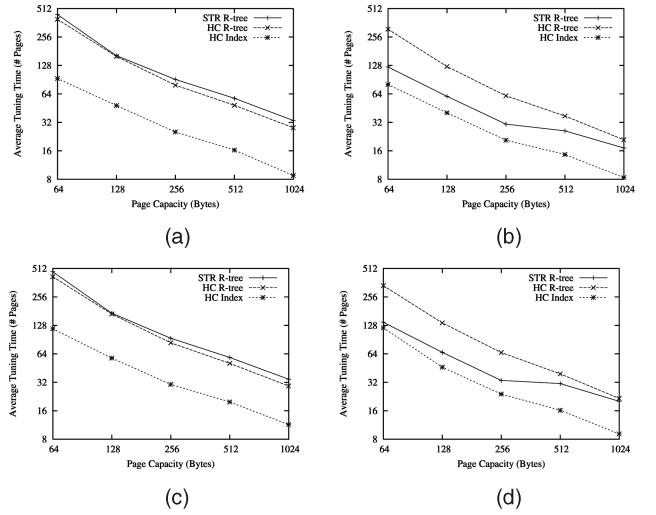 512
256
128
64
32
16
8
Average Tuning Time (# Pages)
STR R-tree
HC R-tree
HC Index
64
128
256
512
1024
Page Capacity (Bytes)
(a)
512
256
128
64
32
16
8
Average Tuning Time (# Pages)
STR R-tree
HC R-tree
HC Index
64
128
256
512
1024
Page Capacity (Bytes)
(b)
512
256
128
64
32
16
8
Average Tuning Time (# Pages)
STR R-tree
HC R-tree
HC Index
64
128
256
512
1024
Page Capacity (Bytes)
(c)
512
256
128
64
32
16
8
Average Tuning Time (# Pages)
STR R-tree
HC R-tree
HC Index
64
128
256
512
1024
Page Capacity (Bytes)
(d)